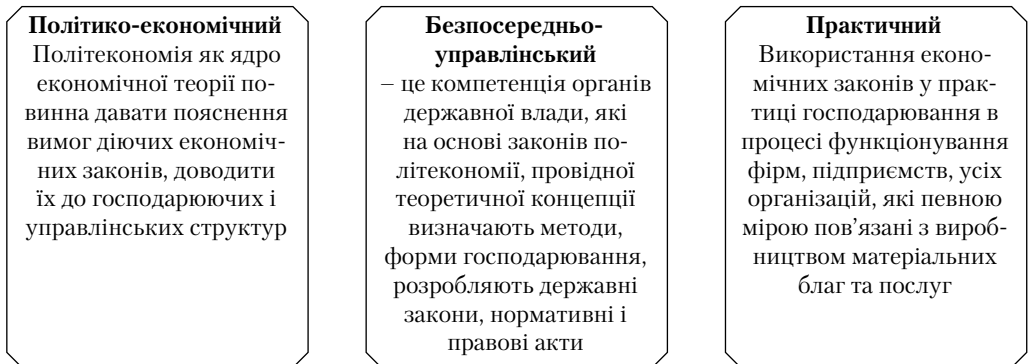 Політико-економічний
Політекономія як ядро
економічної теорії по-
винна давати пояснення
вимог діючих економіч-
них законів, доводити
їх до господарюючих і
управлінських структур
Безпосередньо-
управлінський
– це компетенція органів
державної влади, які
на основі законів по-
літекономії, провідної
теоретичної концепції
визначають методи,
форми господарювання,
розробляють державні
закони, нормативні і
правові акти
Практичний
Використання еконо-
мічних законів у прак-
тиці господарювання в
процесі функціонування
фірм, підприємств, усіх
організацій, які певною
мірою пов’язані з вироб-
ництвом матеріальних
благ та послуг